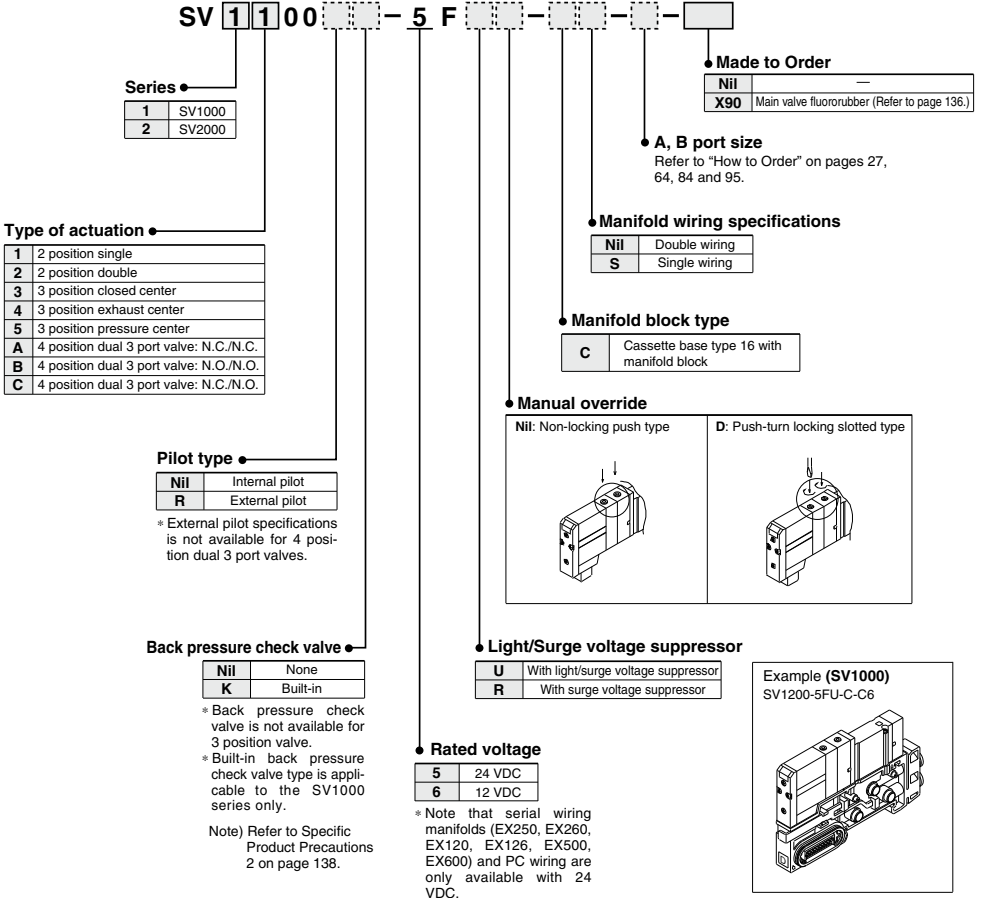 SV 1 1 00 - 5 F - - -
Made to Order
Nil —
X90 Main valve fluororubber (Refer to page 136.)
Series
1 SV1000
2 SV2000
A, B port size
Refer to “How to Order” on pages 27,
64, 84 and 95.
Manifold wiring specifications
Nil Double wiring
S Single wiring
Type of actuation
1 2 position single
2 2 position double
3 3 position closed center
4 3 position exhaust center
5 3 position pressure center
A 4 position dual 3 port valve: N.C./N.C.
B 4 position dual 3 port valve: N.O./N.O.
C 4 position dual 3 port valve: N.C./N.O.
Manifold block type
C Cassette base type 16 with
manifold block
Manual override
Nil: Non-locking push type
D: Push-turn locking slotted type
Pilot type
Nil Internal pilot
R External pilot
* External pilot specifications
is not available for 4 posi-
tion dual 3 port valves.
Back pressure check valve
Nil None
K Built-in
* Back pressure check
valve is not available for
3 position valve.
* Built-in back pressure
check valve type is appli-
cable to the SV1000
series only.
Note) Refer to Specific
Product Precautions
2 on page 138.
Light/Surge voltage suppressor
U With light/surge voltage suppressor
R With surge voltage suppressor
Rated voltage
5 24 VDC
6 12 VDC
* Note that serial wiring
manifolds (EX250, EX260,
EX120, EX126, EX500,
EX600) and PC wiring are
only available with 24
VDC.
Example (SV1000)
SV1200-5FU-C-C6